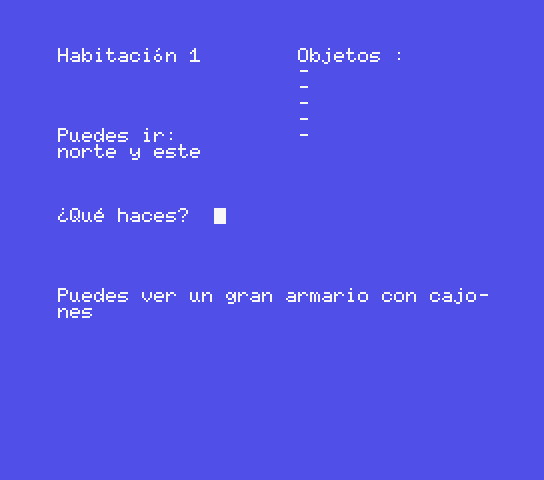 Habitación 1
Objetos :
-
-
-
-
-
Puedes ir:
norte y este
¿Qué haces?
Puedes ver un gran armario con cajo-
nes